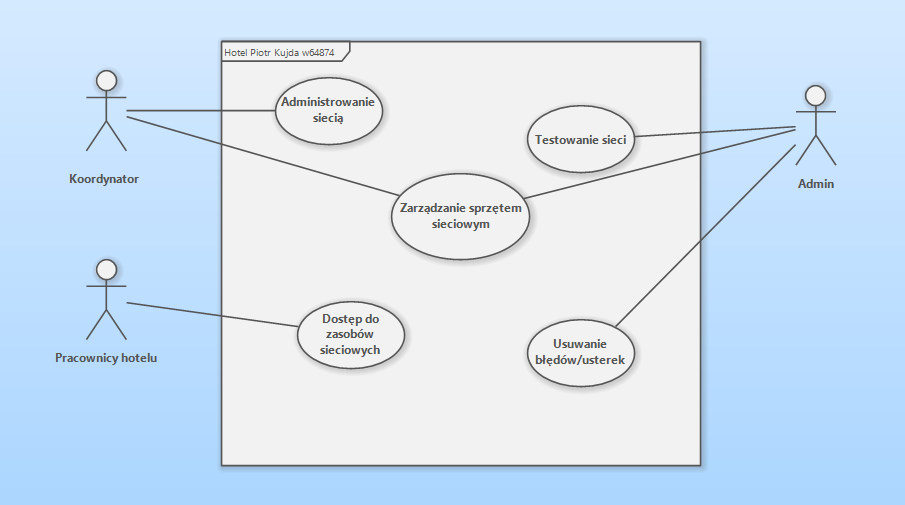 Hotel Piotr Kujda w64874
Administrowanie
siecią
Testowanie sieci
Koordynator
Admin
Zarządzanie sprzętem
sieciowym
Dostęp do
zasobów
sieciowych
Usuwanie
błędów/usterek
Pracownicy hotelu